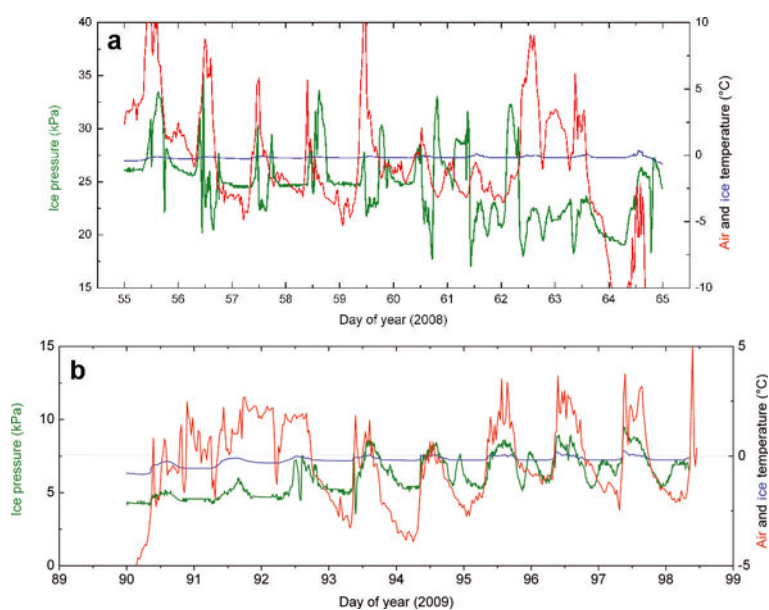 a
40
35
30
25
20
15
Ice pressure (kPa)
10
5
0
-5
-10
Air and ice temperature (°C)
55 56 57 58 59 60 61 62 63 64 65
Day of year (2008)
b
15
10
5
0
Ice pressure (kPa)
5
0
-5
Air and ice temperature (°C)
89 90 91 92 93 94 95 96 97 98 99
Day of year (2009)